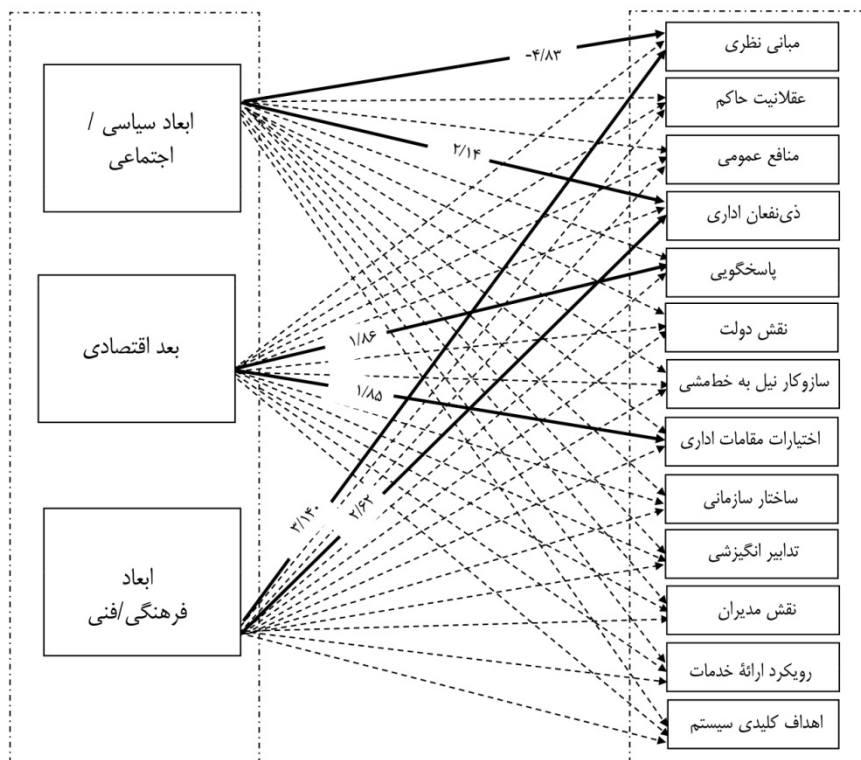 مبانی نظری
عقلانیت حاکم
منافع عمومی
ذی‌نفعان اداری
پاسخگویی
نقش دولت
سازوکار نیل به خط‌مشی
اختیارات مقامات اداری
ساختار سازمانی
تدابیر انگیزشی
نقش مدیران
رویکرد ارائهٔ خدمات
اهداف کلیدی سیستم
-۴/۸۳
۲/۱۴
۱/۸۶
۱/۸۵
۳/۱۴۰
۲/۶۲
ابعاد سیاسی /
اجتماعی
بعد اقتصادی
ابعاد
فرهنگی/فنی